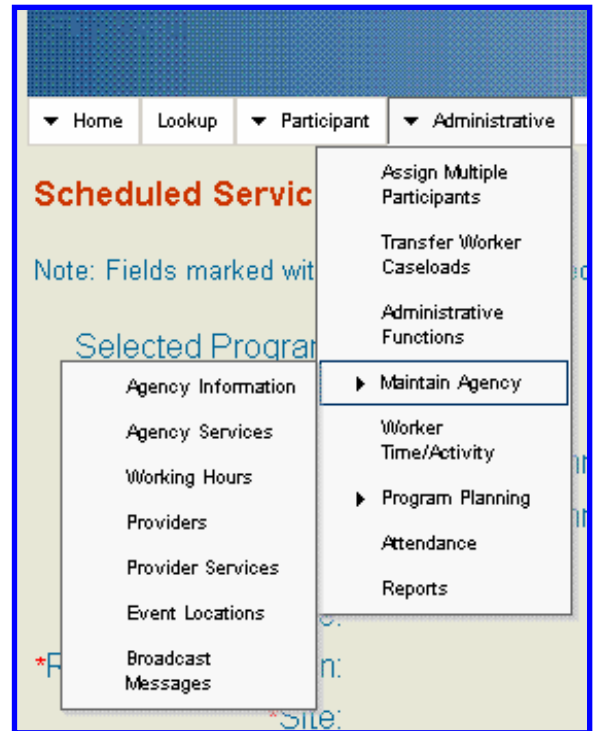 Home Lookup Participant Administrative
Scheduled Servic
Note: Fields marked wit
Selected Program
Assign Multiple
Participants
Transfer Worker
Caseloads
Administrative
Functions
Maintain Agency
Worker
Time/Activity
Program Planning
Attendance
Reports
Agency Information
Agency Services
Working Hours
Providers
Provider Services
Event Locations
Broadcast
Messages
*Site: